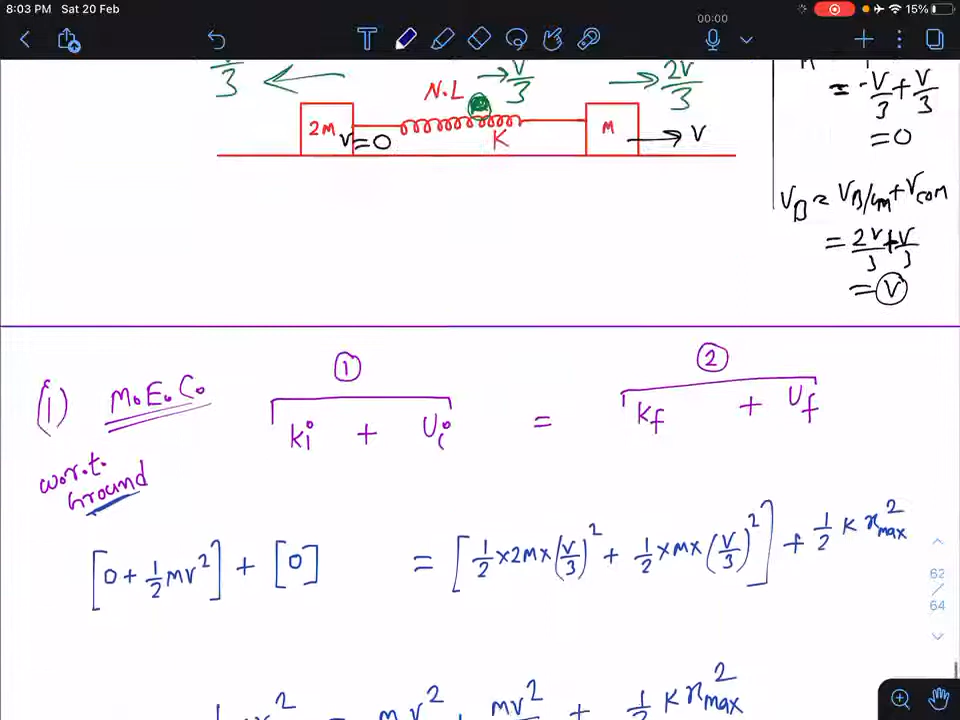 8:03 PM Sat 20 Feb
00:00
15%
T
N.L → V/3
3 ←
→ 2V/3
2M V=0 K M → V
= -V/3 + V/3
= 0
V_B = V_B/cm + V_com
= 2V/3 + V/3
= V
① ②
(i) M.E.C. Ki + Ui = Kf + Uf
w.r.t. Ground
[0 + 1/2 mv²] + [0] = [1/2 × 2M × (V/3)² + 1/2 × M × (V/3)²] + 1/2 K x²max
62 / 64
= mv² + mv² + 1/2 K x²max